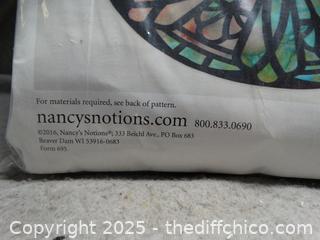 For materials required, see back of pattern.
nancysnotions.com 800.833.0690
©2016, Nancy's Notions®; 333 Beichl Ave., PO Box 683
Beaver Dam WI 53916-0683
Form 695
Copyright 2025 - thediffchico.com